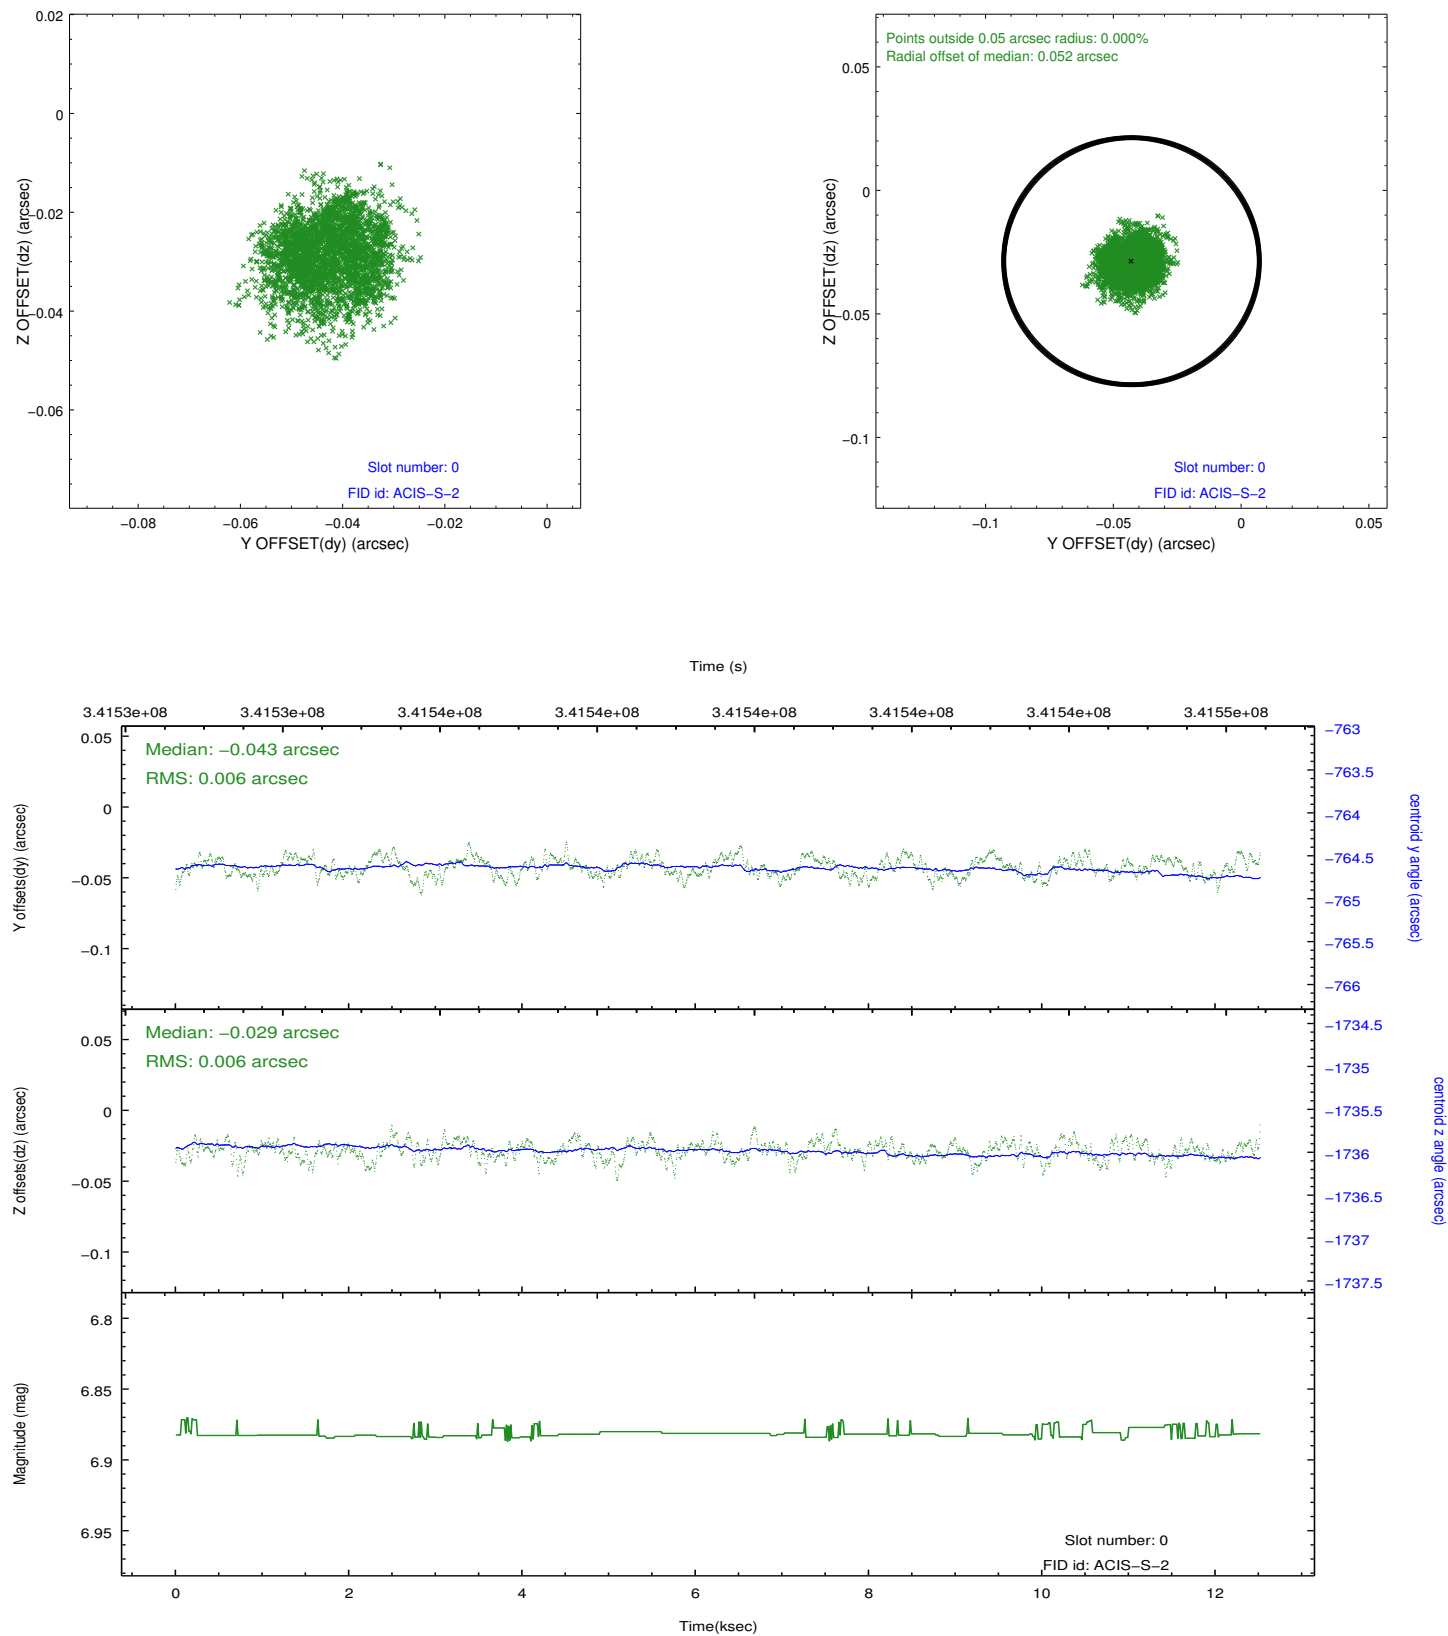 0.02
0
−0.02
−0.04
−0.06
Z OFFSET(dz) (arcsec)
Slot number: 0
FID id: ACIS−S−2
−0.08 −0.06 −0.04 −0.02 0
Y OFFSET(dy) (arcsec)
Points outside 0.05 arcsec radius: 0.000%
Radial offset of median: 0.052 arcsec
0.05
0
−0.05
−0.1
Z OFFSET(dz) (arcsec)
Slot number: 0
FID id: ACIS−S−2
−0.1 −0.05 0 0.05
Y OFFSET(dy) (arcsec)
Time (s)
3.4153e+08 3.4153e+08 3.4154e+08 3.4154e+08 3.4154e+08 3.4154e+08 3.4154e+08 3.4155e+08
Median: −0.043 arcsec
RMS: 0.006 arcsec
0.05
0
−0.05
−0.1
Y offsets(dy) (arcsec)
−763
−763.5
−764
−764.5
−765
−765.5
−766
centroid y angle (arcsec)
Median: −0.029 arcsec
RMS: 0.006 arcsec
0.05
0
−0.05
−0.1
Z offsets(dz) (arcsec)
−1734.5
−1735
−1735.5
−1736
−1736.5
−1737
−1737.5
centroid z angle (arcsec)
6.8
6.85
6.9
6.95
Magnitude (mag)
Slot number: 0
FID id: ACIS−S−2
0 2 4 6 8 10 12
Time(ksec)